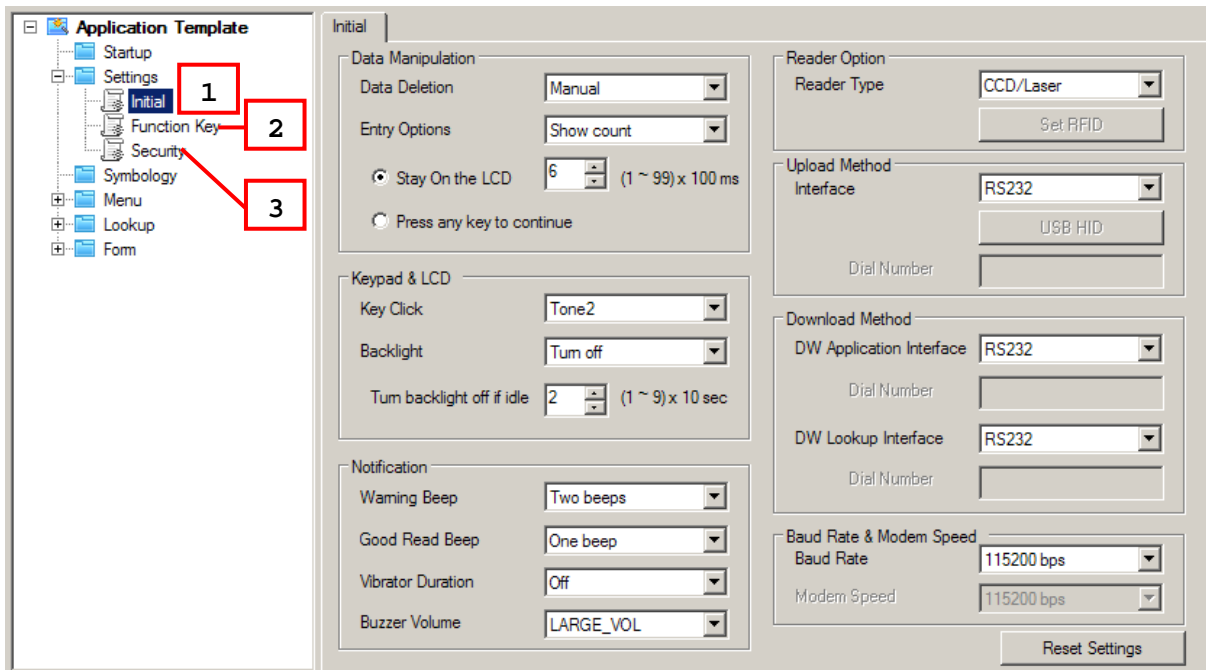 Application Template
Startup
Settings
Initial
1
Function Key
2
Security
Symbology
Menu
3
Lookup
Form
Initial
Data Manipulation
Data Deletion Manual
Entry Options Show count
Stay On the LCD 6 (1 ~ 99) x 100 ms
Press any key to continue
Keypad & LCD
Key Click Tone2
Backlight Turn off
Turn backlight off if idle 2 (1 ~ 9) x 10 sec
Notification
Warning Beep Two beeps
Good Read Beep One beep
Vibrator Duration Off
Buzzer Volume LARGE_VOL
Reader Option
Reader Type CCD/Laser
Set RFID
Upload Method
Interface RS232
USB HID
Dial Number
Download Method
DW Application Interface RS232
Dial Number
DW Lookup Interface RS232
Dial Number
Baud Rate & Modem Speed
Baud Rate 115200 bps
Modem Speed 115200 bps
Reset Settings